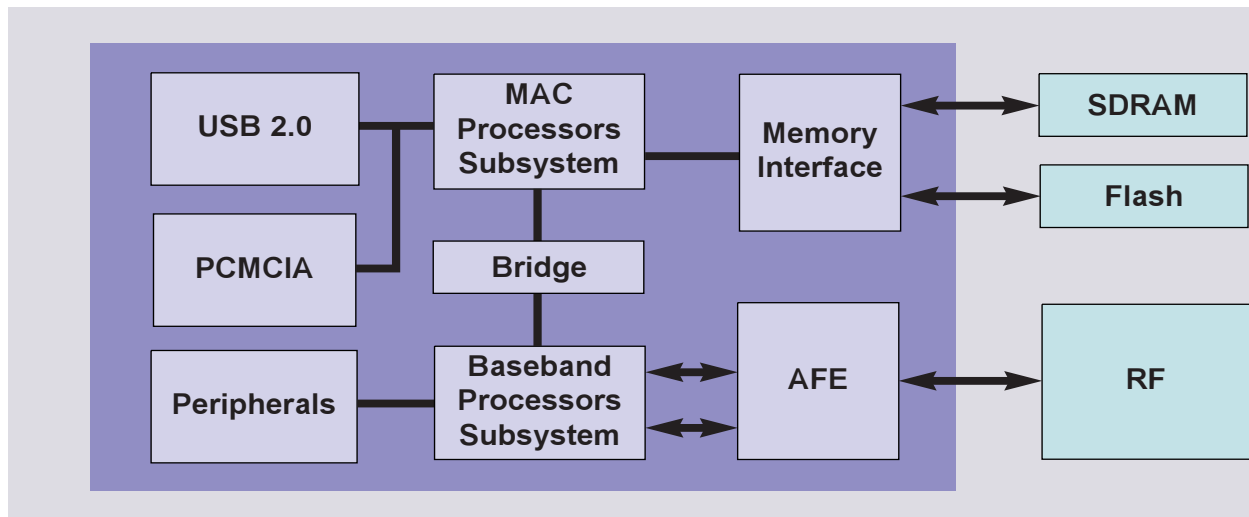 USB 2.0
MAC
Processors
Subsystem
Memory
Interface
SDRAM
Flash
PCMCIA
Bridge
Peripherals
Baseband
Processors
Subsystem
AFE
RF